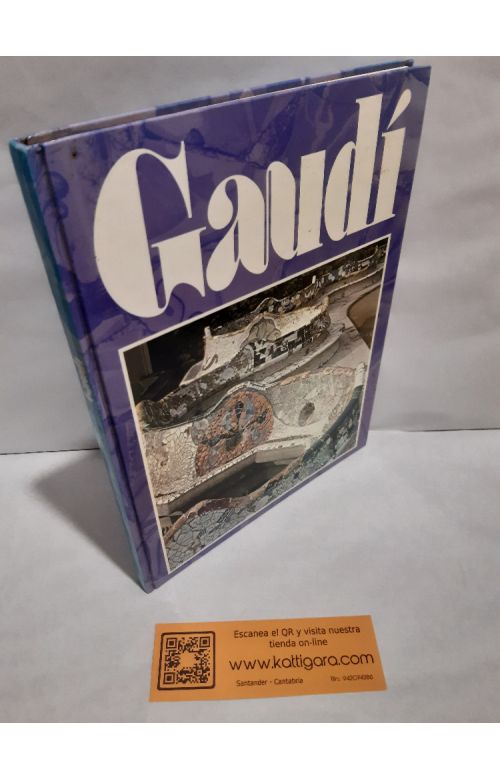 Gaudí
Escanea el QR y visita nuestra
tienda on-line
www.kattigara.com
Santander - Cantabria